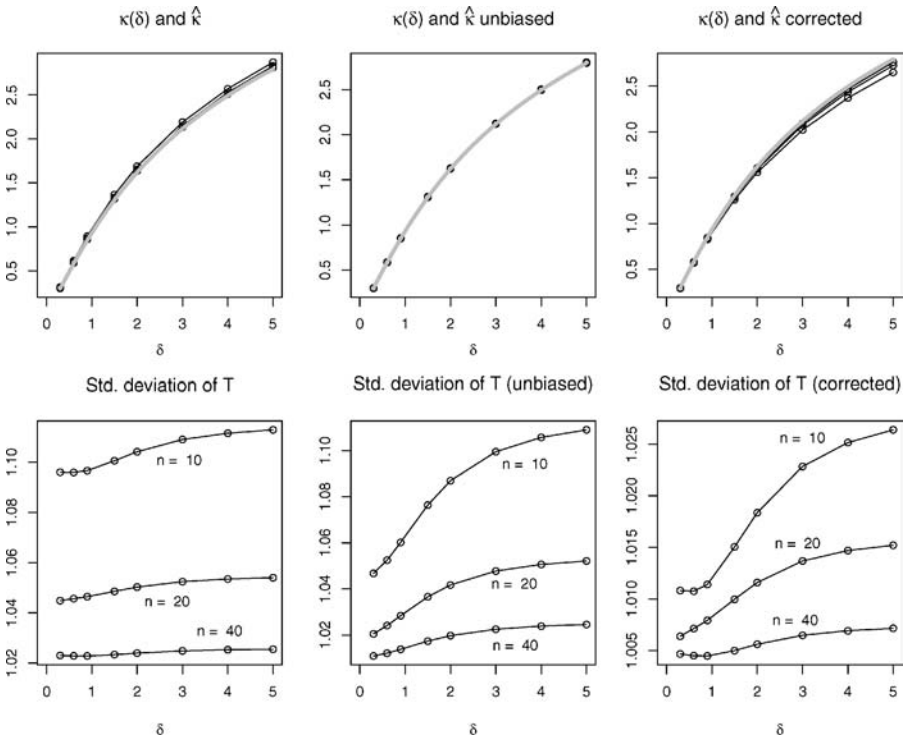 κ(δ) and κ̂
κ(δ) and κ̂ unbiased
κ(δ) and κ̂ corrected
2.5
2.0
1.5
1.0
0.5
0 1 2 3 4 5
0 1 2 3 4 5
0 1 2 3 4 5
2.5
2.0
1.5
1.0
0.5
2.5
2.0
1.5
1.0
0.5
δ
δ
δ
Std. deviation of T
Std. deviation of T (unbiased)
Std. deviation of T (corrected)
1.10
1.08
1.06
1.04
1.02
n = 10
n = 20
n = 40
0 1 2 3 4 5
δ
1.10
1.08
1.06
1.04
1.02
n = 10
n = 20
n = 40
0 1 2 3 4 5
δ
1.025
1.020
1.015
1.010
1.005
n = 10
n = 20
n = 40
0 1 2 3 4 5
δ